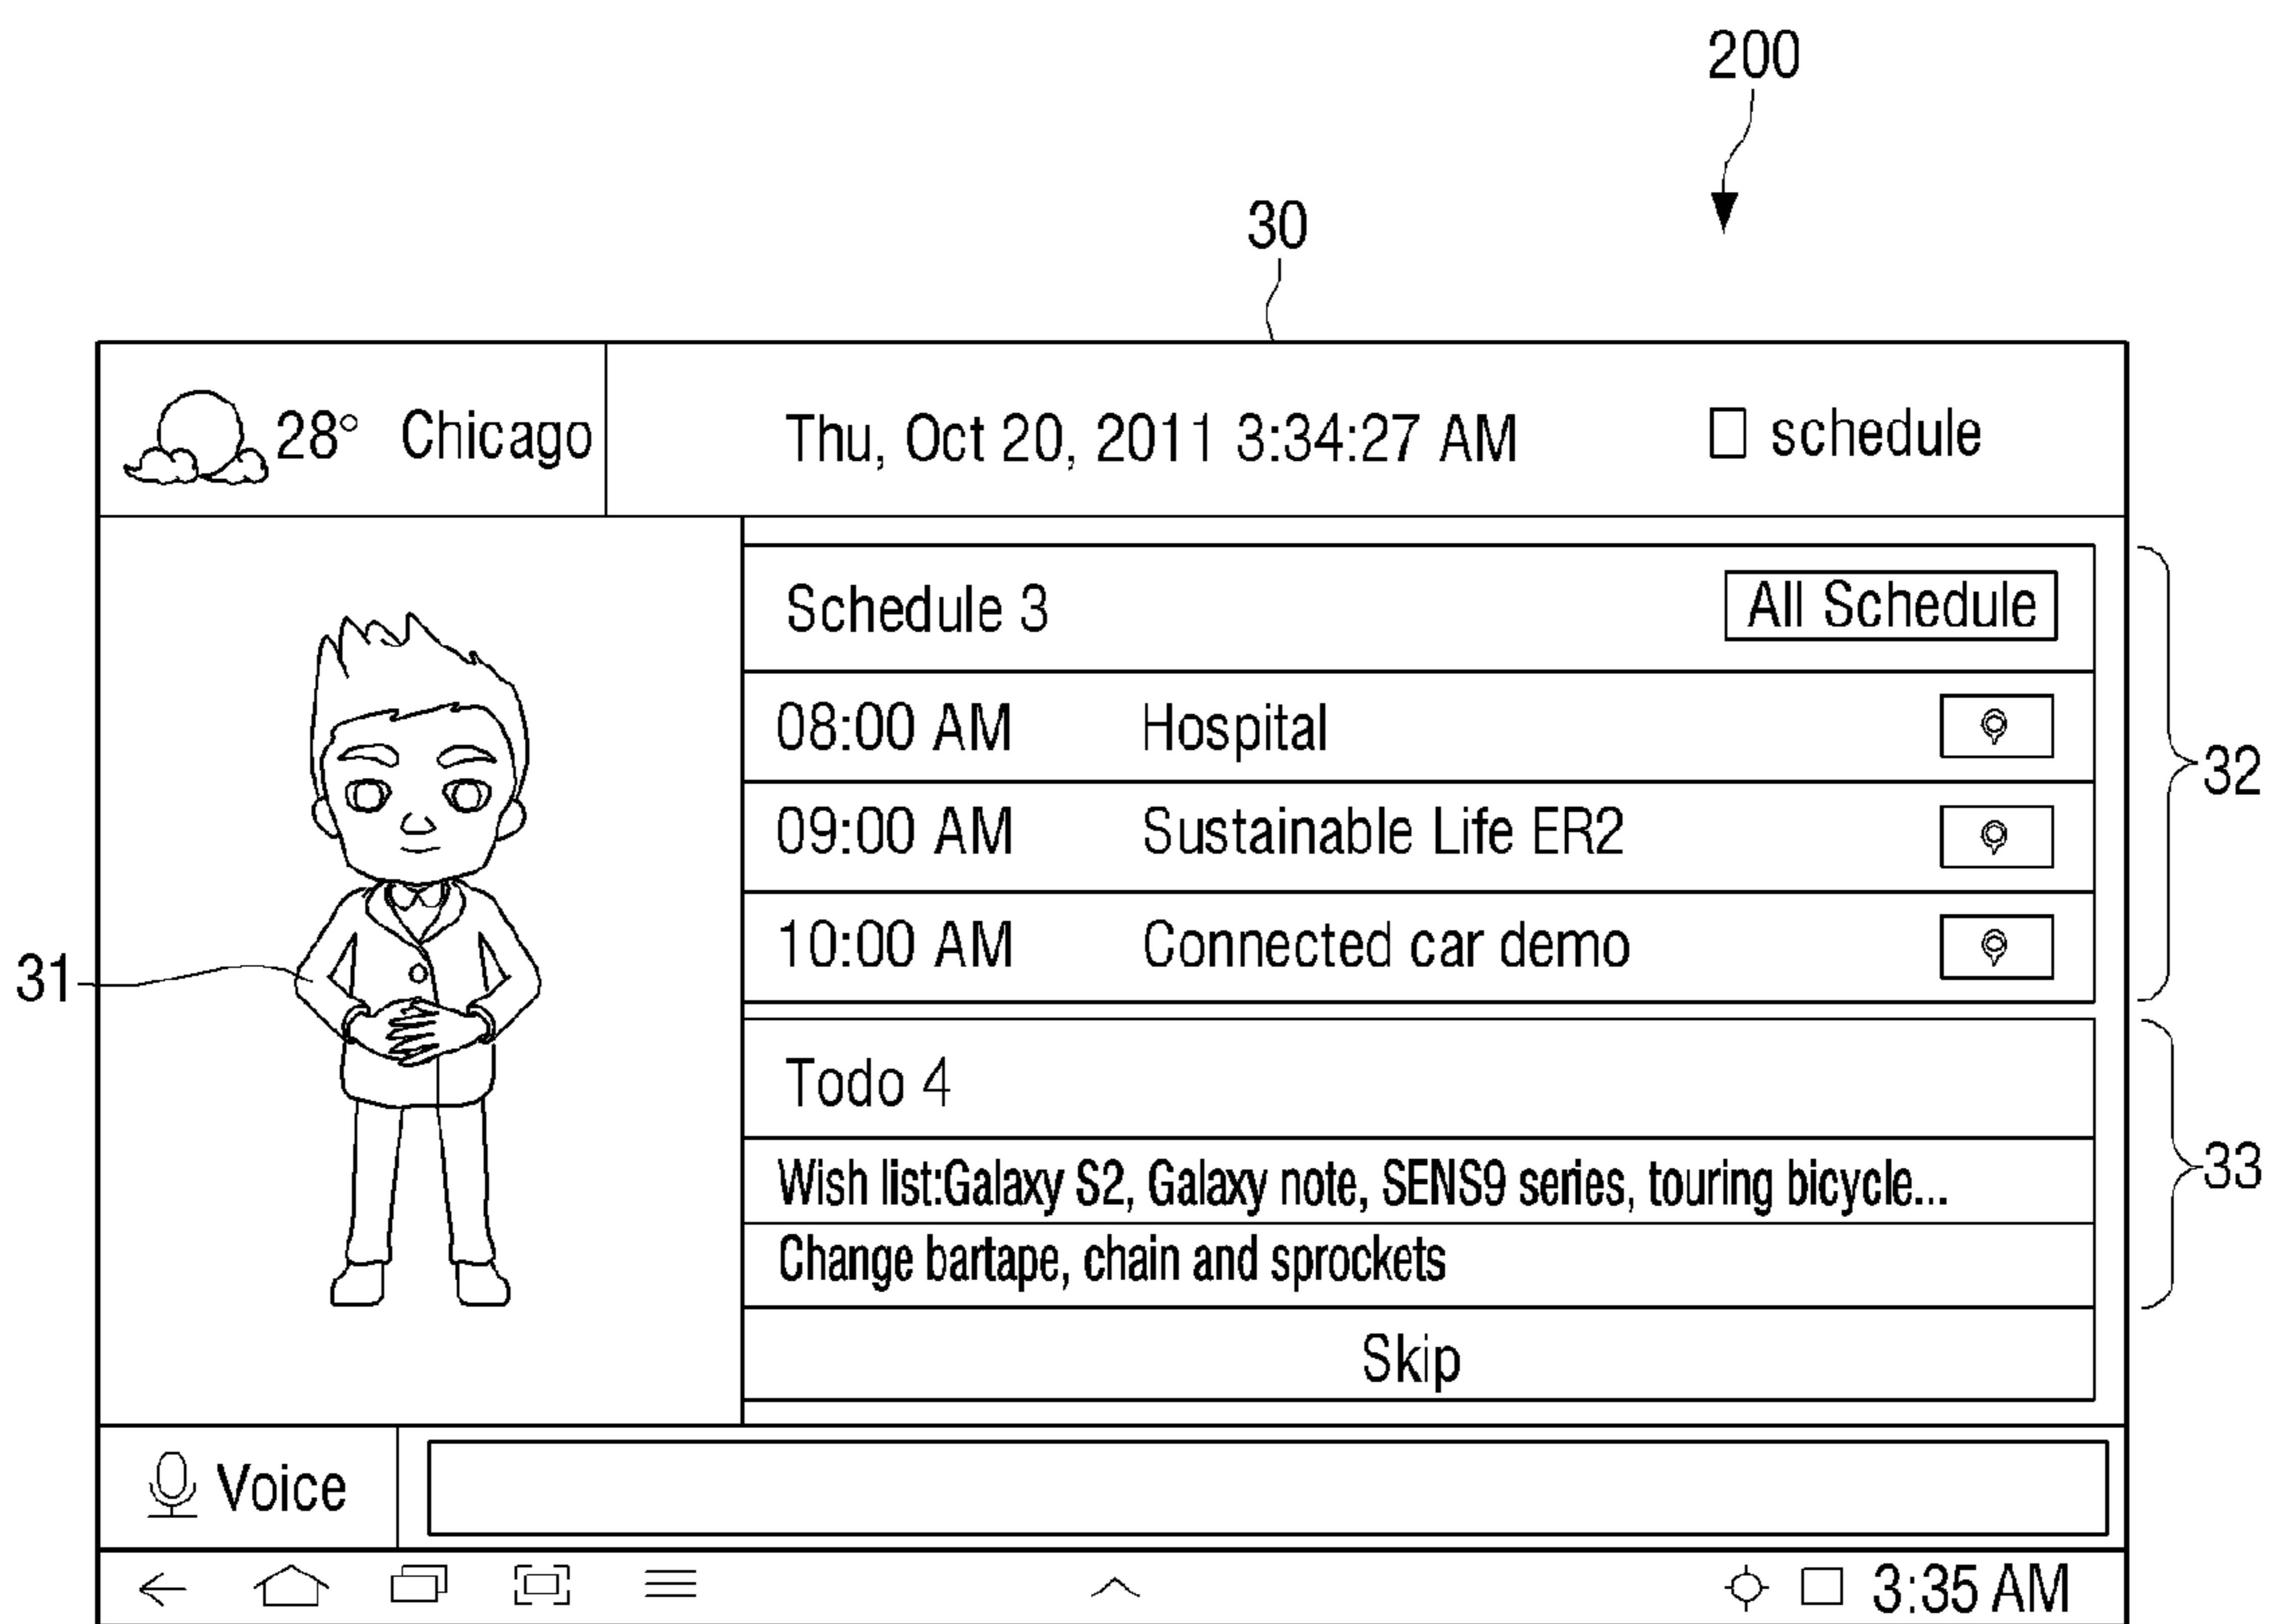 200
30
28° Chicago
Thu, Oct 20, 2011 3:34:27 AM
schedule
Schedule 3
All Schedule
08:00 AM Hospital
09:00 AM Sustainable Life ER2
10:00 AM Connected car demo
32
31
Todo 4
Wish list:Galaxy S2, Galaxy note, SENS9 series, touring bicycle...
Change bartape, chain and sprockets
33
Skip
Voice
3:35 AM